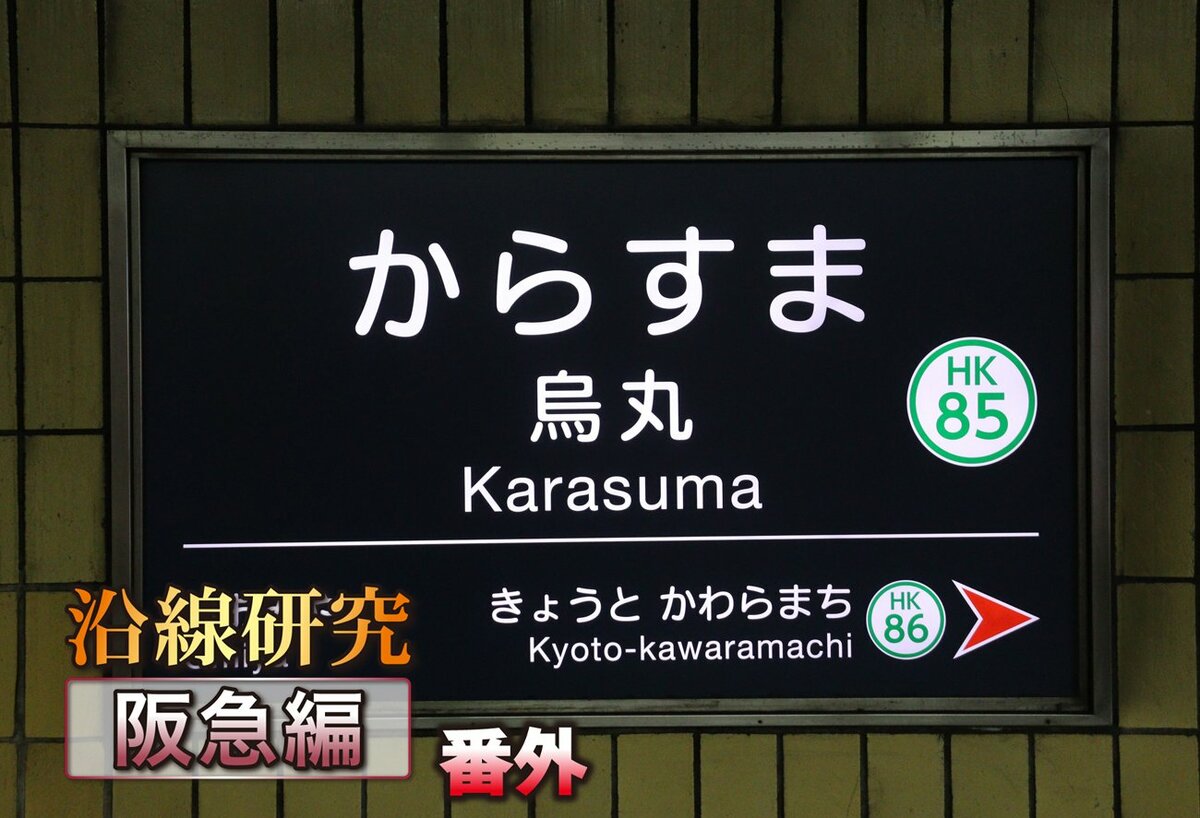 からすま
烏丸
Karasuma
HK
85
きょうと かわらまち
Kyoto-kawaramachi
HK
86
沿線研究
阪急編
番外